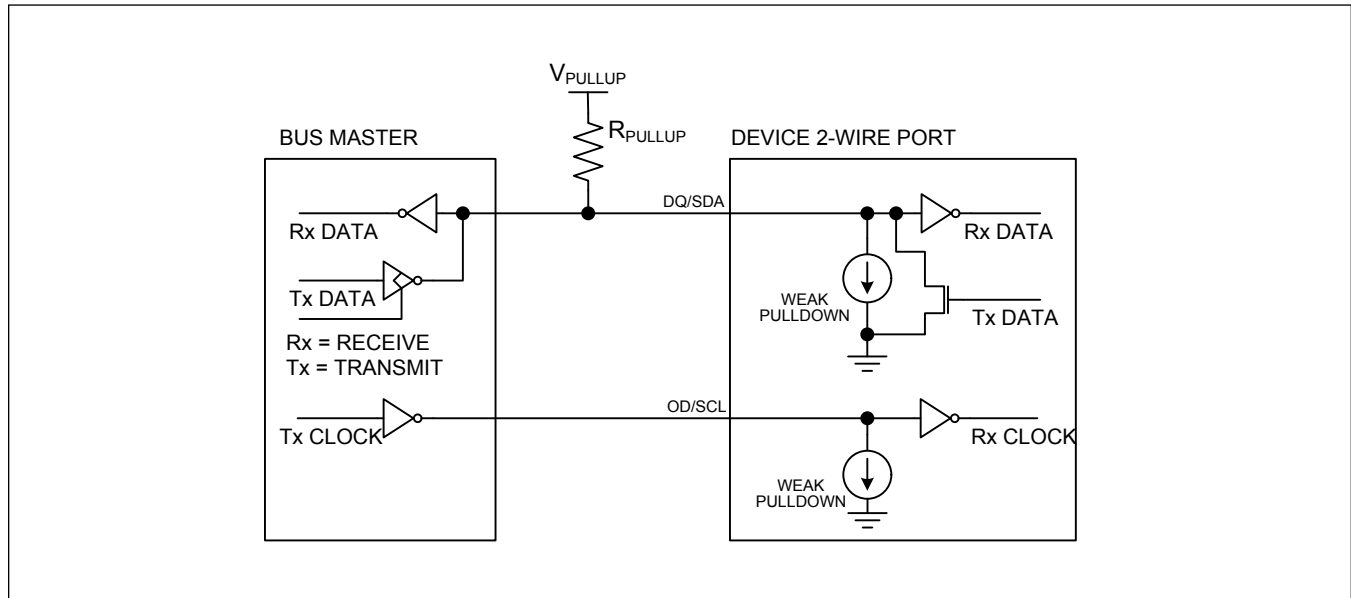 VPULLUP
RPULLUP
BUS MASTER
DEVICE 2-WIRE PORT
DQ/SDA
Rx DATA
Rx DATA
Tx DATA
WEAK
PULLDOWN
Tx DATA
Rx = RECEIVE
Tx = TRANSMIT
OD/SCL
Tx CLOCK
Rx CLOCK
WEAK
PULLDOWN